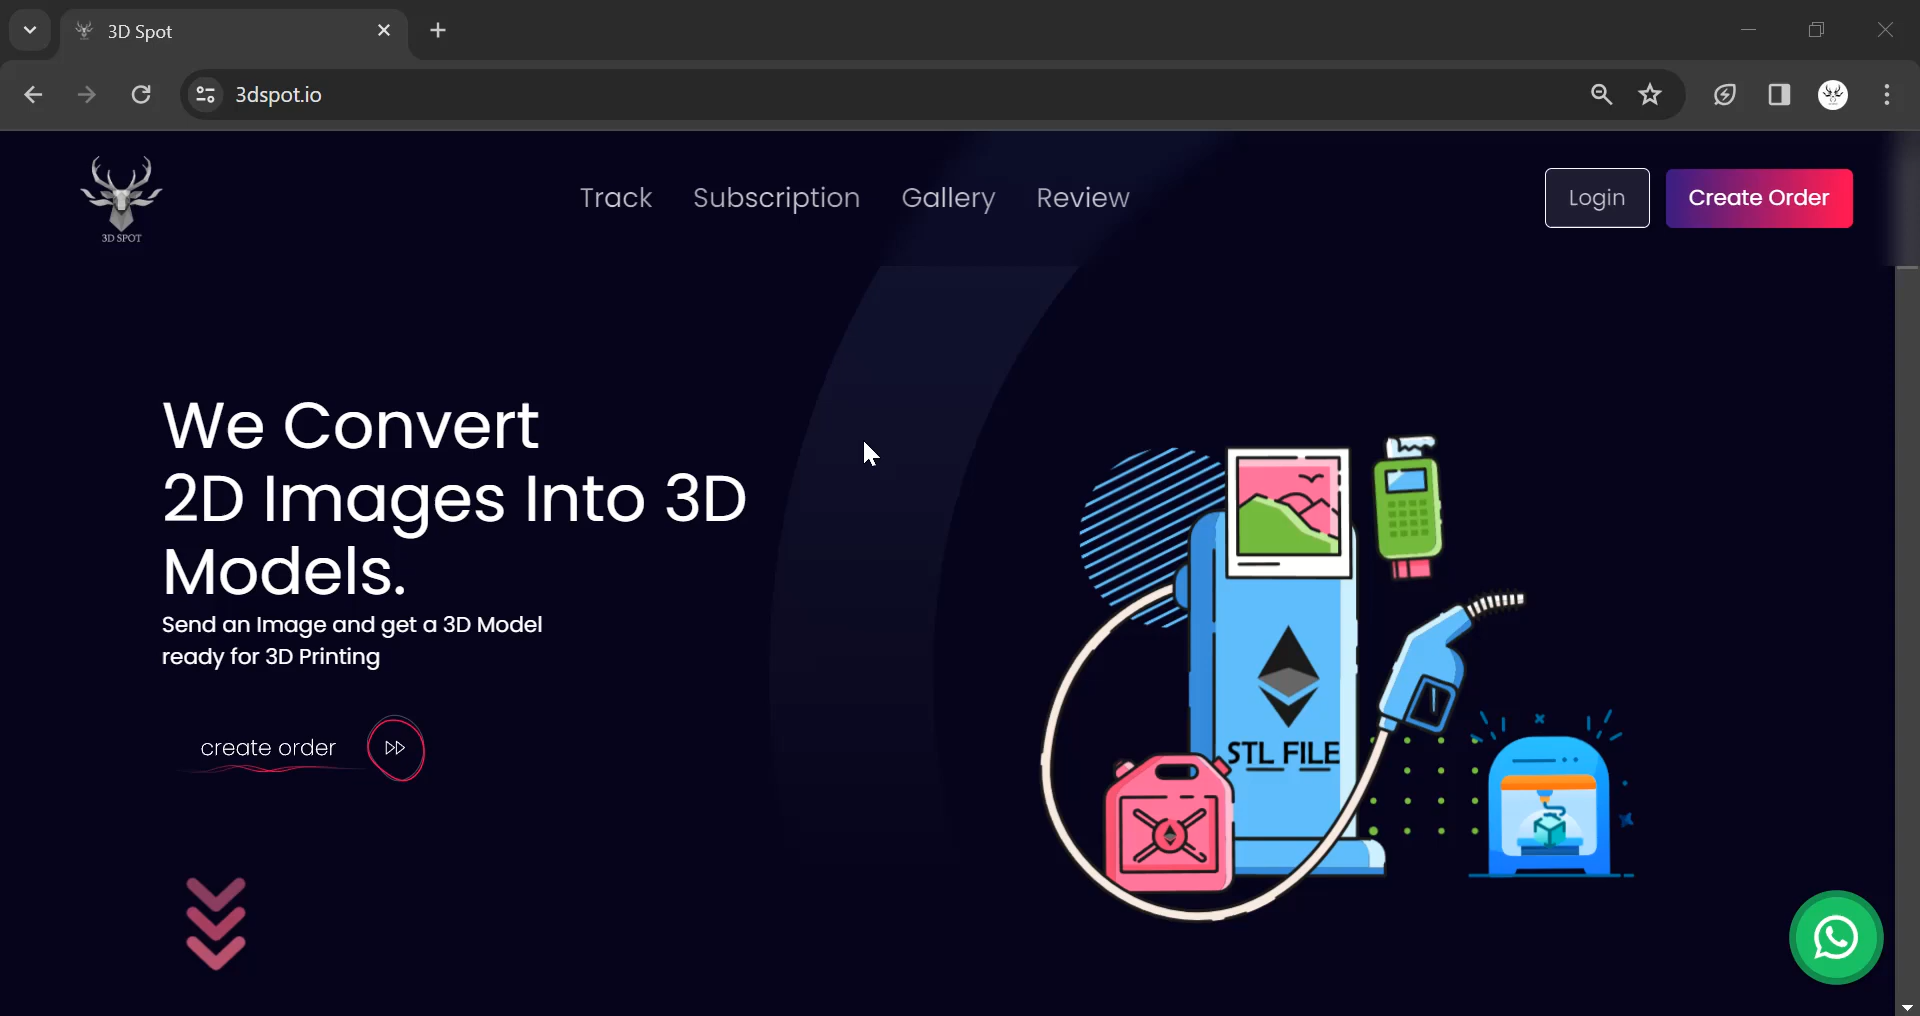 3D Spot
3dspot.io
3D SPOT
Track
Subscription
Gallery
Review
Login
Create Order
We Convert
2D Images Into 3D
Models.
Send an Image and get a 3D Model
ready for 3D Printing
create order
STL FILE